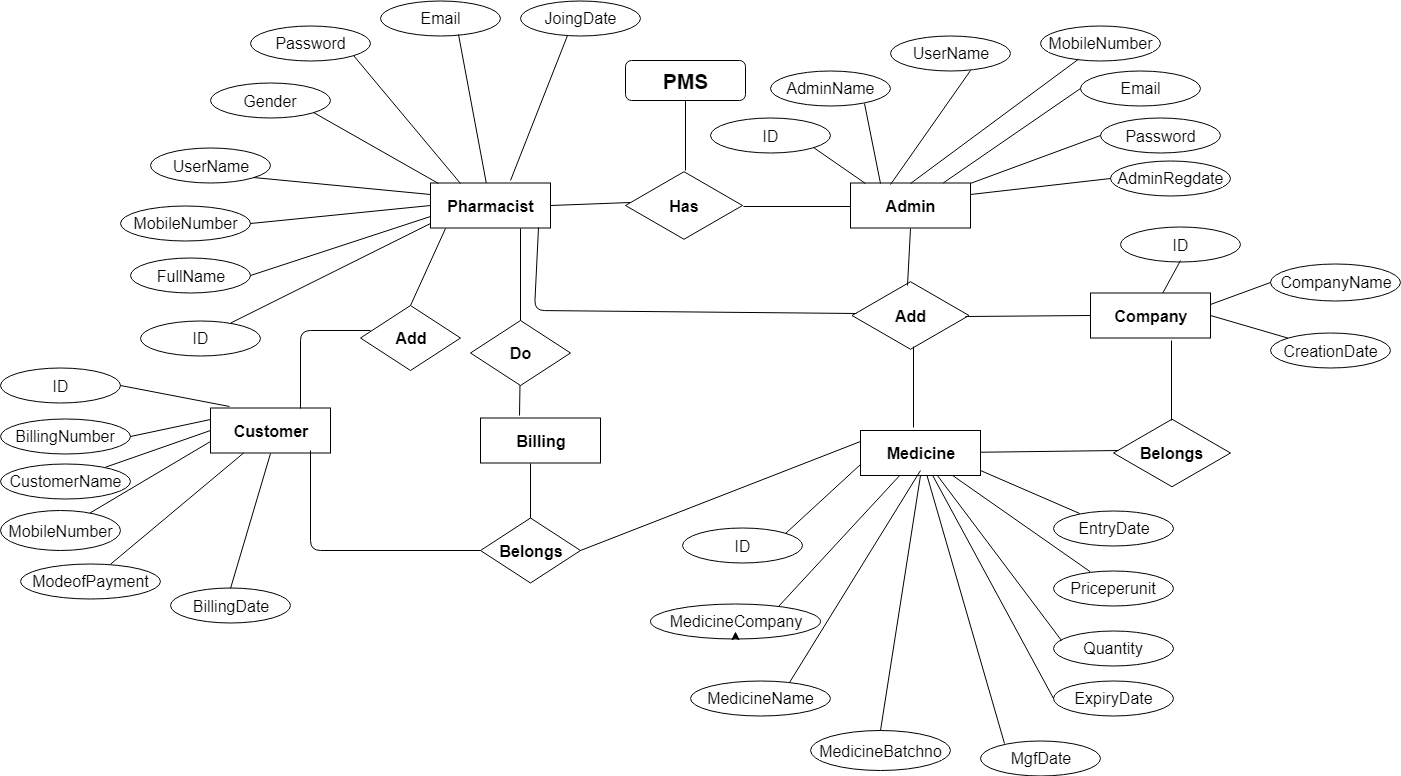 Email
JoingDate
Password
PMS
MobileNumber
UserName
AdminName
Email
Gender
ID
Password
UserName
AdminRegdate
Pharmacist
Has
Admin
MobileNumber
ID
FullName
CompanyName
Add
Company
ID
Add
Do
CreationDate
ID
BillingNumber
Customer
Billing
Medicine
Belongs
CustomerName
MobileNumber
EntryDate
ID
Belongs
ModeofPayment
Priceperunit
BillingDate
MedicineCompany
Quantity
MedicineName
ExpiryDate
MedicineBatchno
MgfDate